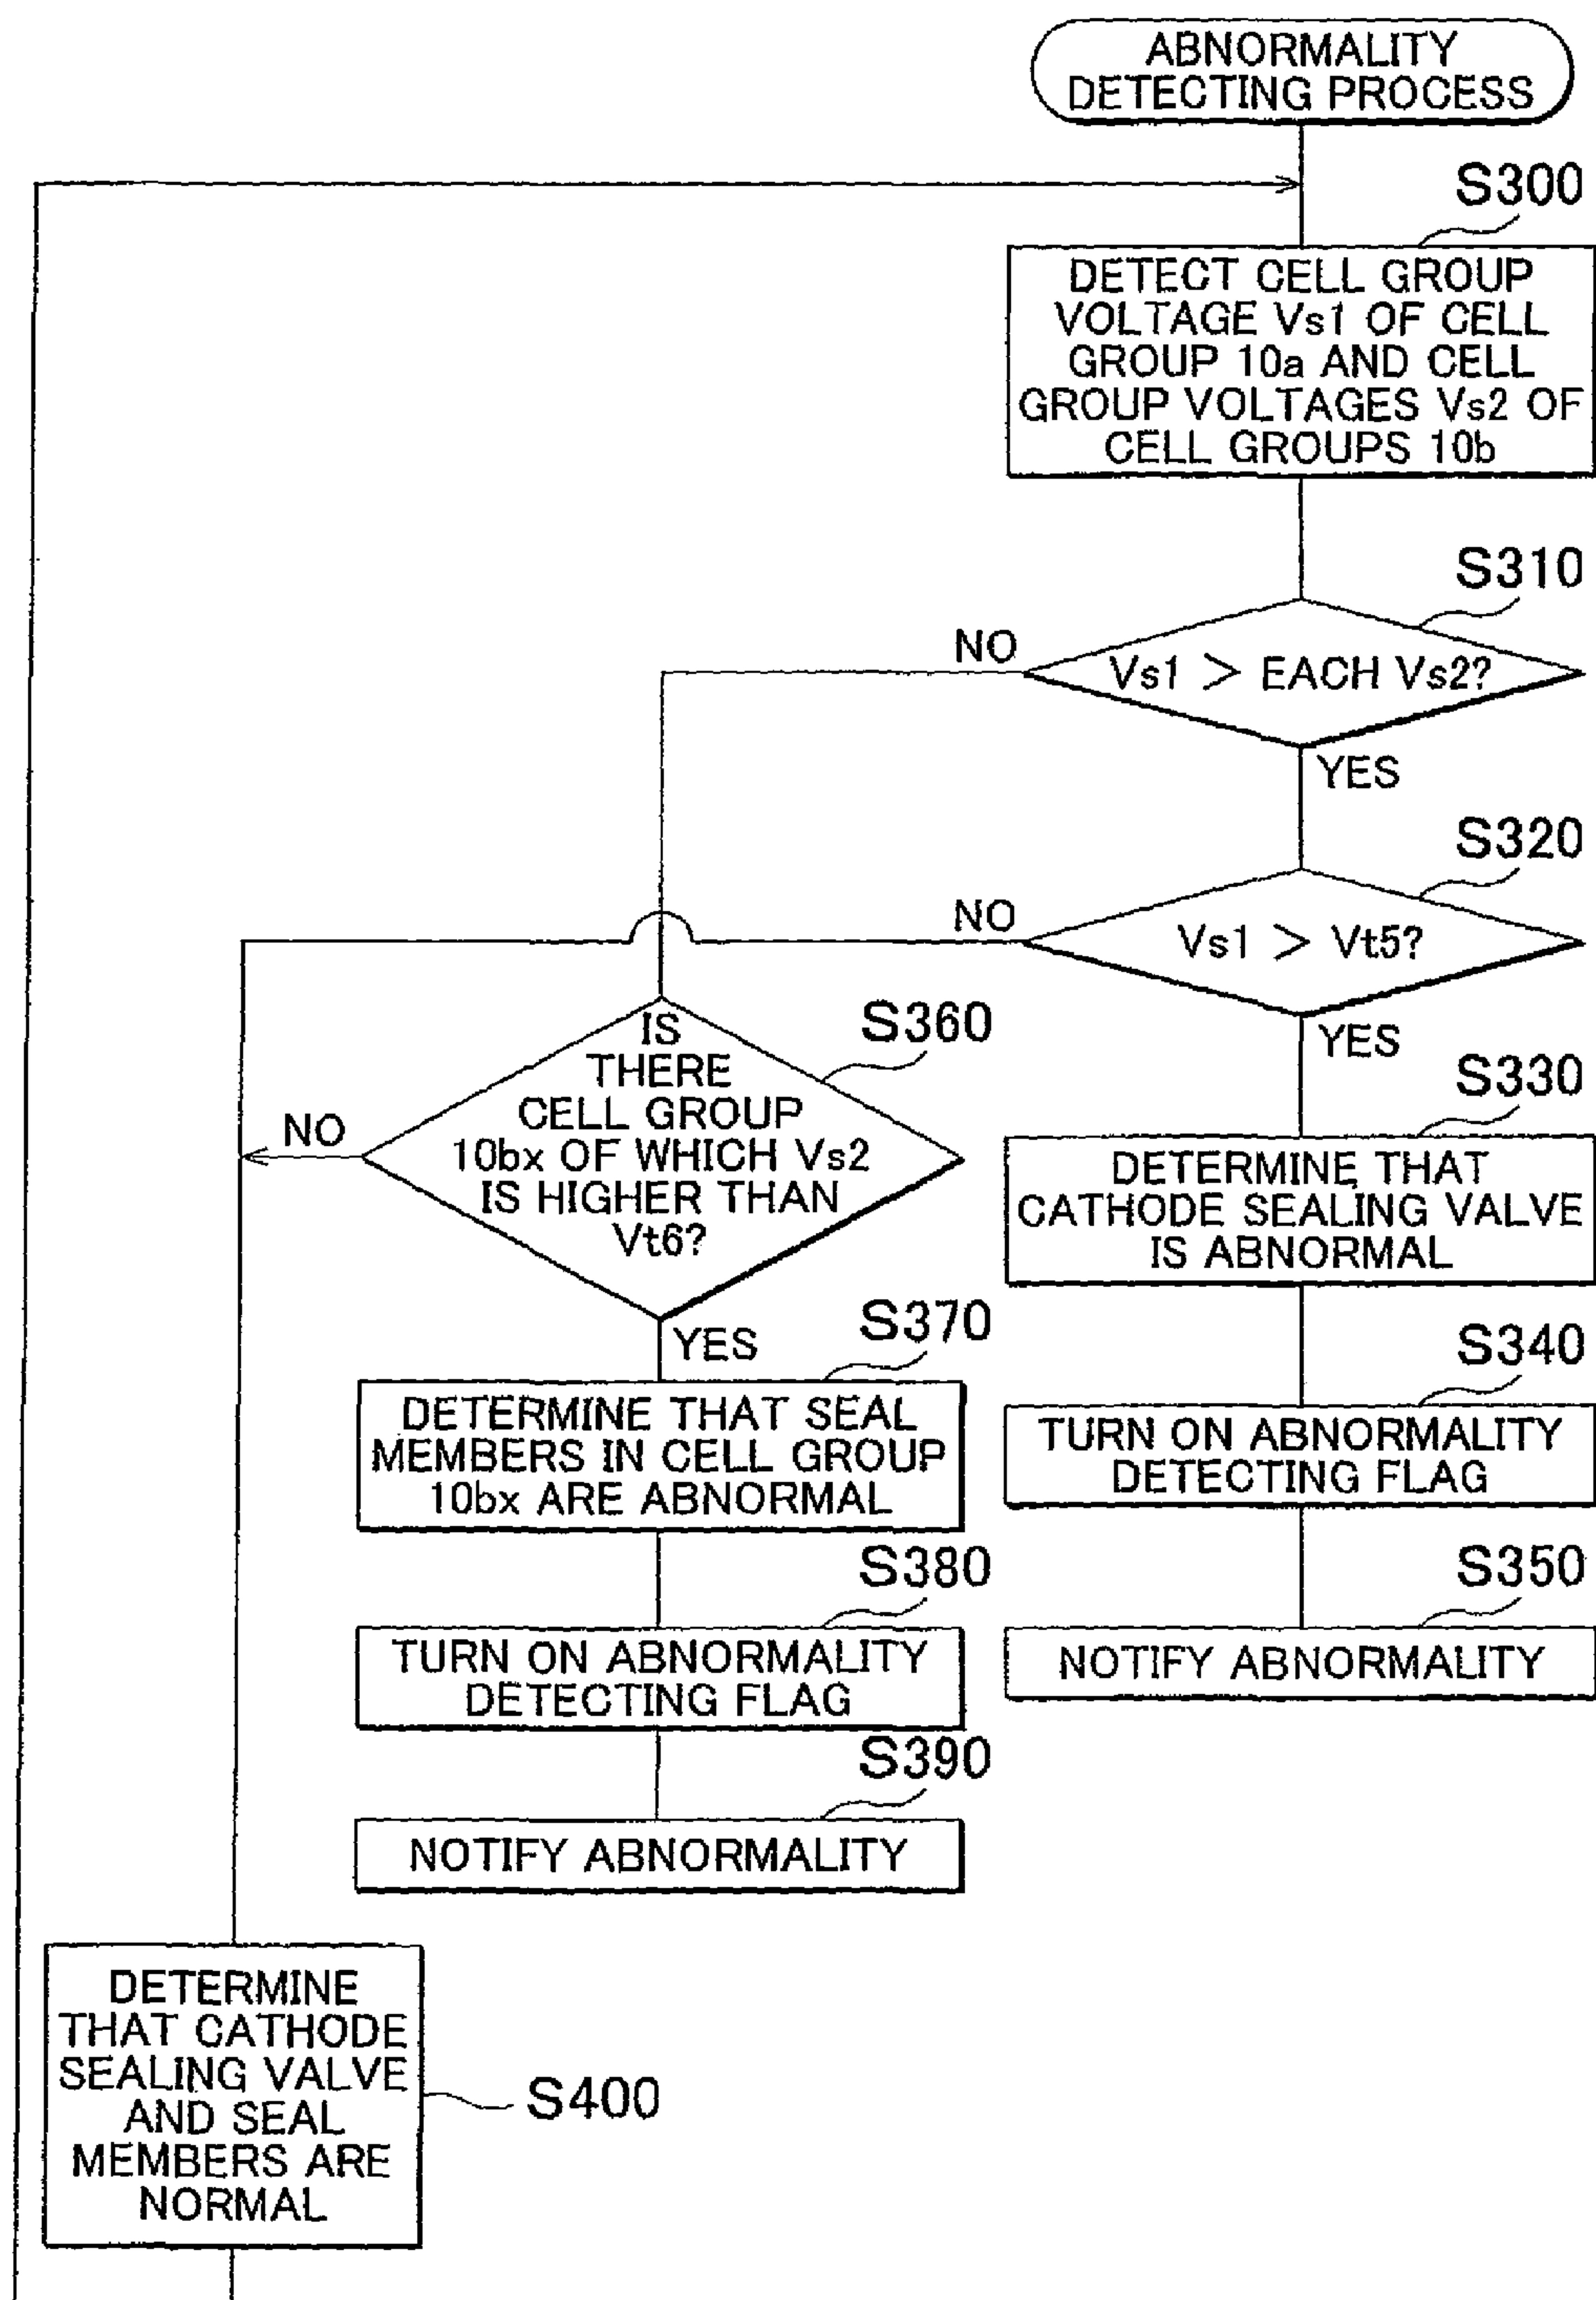 ABNORMALITY
DETECTING PROCESS
S300
DETECT CELL GROUP
VOLTAGE Vs1 OF CELL
GROUP 10a AND CELL
GROUP VOLTAGES Vs2 OF
CELL GROUPS 10b
S310
NO
Vs1 > EACH Vs2?
YES
S320
NO
Vs1 > Vt5?
YES
S360
IS
THERE
CELL GROUP
10bx OF WHICH Vs2
IS HIGHER THAN
Vt6?
NO
YES
S330
DETERMINE THAT
CATHODE SEALING VALVE
IS ABNORMAL
S370
DETERMINE THAT SEAL
MEMBERS IN CELL GROUP
10bx ARE ABNORMAL
S340
TURN ON ABNORMALITY
DETECTING FLAG
S380
TURN ON ABNORMALITY
DETECTING FLAG
S350
NOTIFY ABNORMALITY
S390
NOTIFY ABNORMALITY
DETERMINE
THAT CATHODE
SEALING VALVE
AND SEAL
MEMBERS ARE
NORMAL
S400